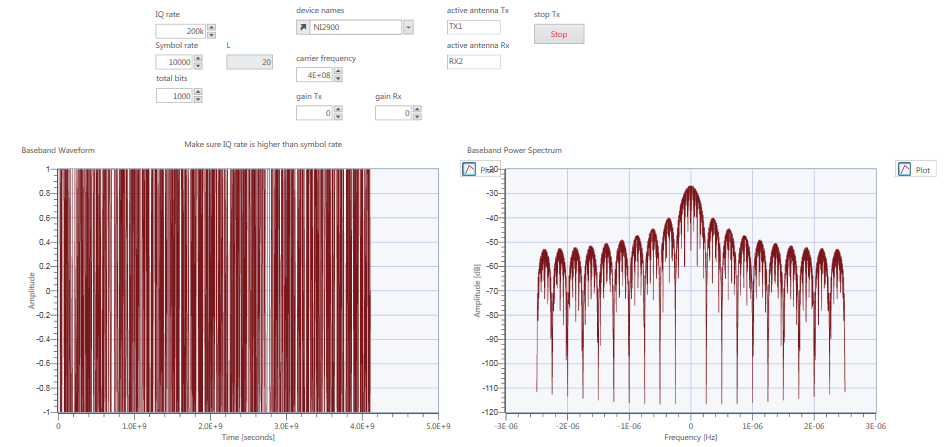 IQ rate
200k
Symbol rate
10000
L
20
total bits
1000
device names
NI2900
carrier frequency
4E+08
gain Tx
0
gain Rx
0
active antenna Tx
TX1
active antenna Rx
RX2
stop Tx
Stop
Make sure IQ rate is higher than symbol rate
Baseband Waveform
Plot
1
0.8
0.6
0.4
0.2
0
-0.2
-0.4
-0.6
-0.8
-1
Amplitude
0 1.0E+9 2.0E+9 3.0E+9 4.0E+9 5.0E+9
Time [seconds]
Baseband Power Spectrum
Plot
-20
-30
-40
-50
-60
-70
-80
-90
-100
-110
-120
Amplitude [dB]
-3E-06 -2E-06 -1E-06 0 1E-06 2E-06 3E-06
Frequency [Hz]